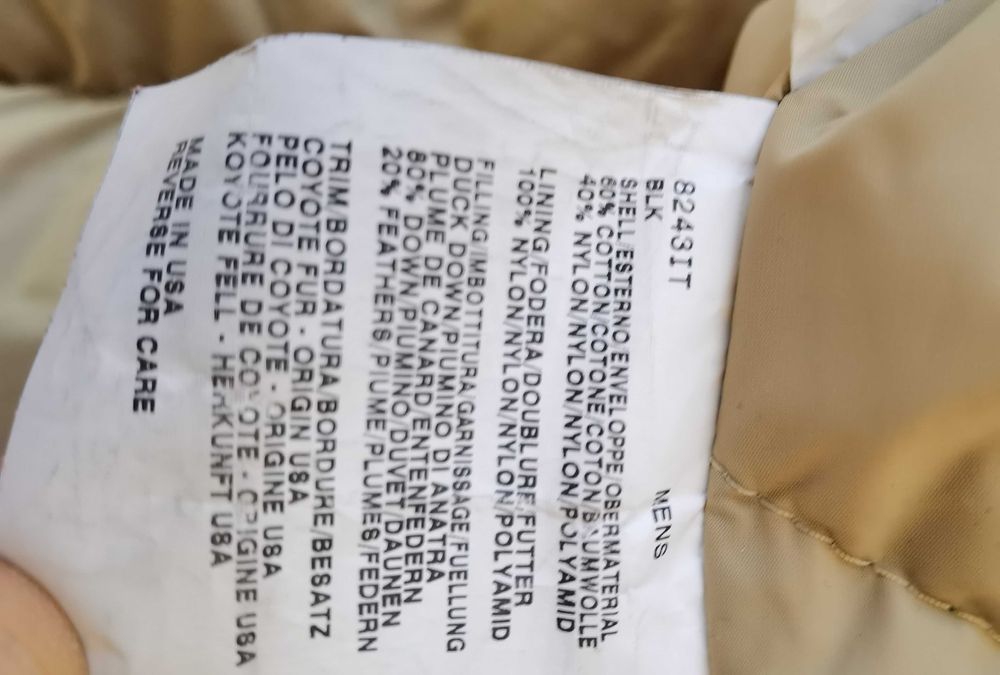 8243IT
BLK MENS
SHELL/ESTERNO/ENVELOPPE/OBERMATERIAL
60% COTTON/COTONE/COTON/BAUMWOLLE
40% NYLON/NYLON/NYLON/POLYAMID
LINING/FODERA/DOUBLURE/FUTTER
100% NYLON/NYLON/NYLON/POLYAMID
FILLING/IMBOTTITURA/GARNISSAGE/FUELLUNG
DUCK DOWN/PIUMINO DI ANATRA
PLUME DE CANARD/ENTENFEDERN
80% DOWN/PIUMINO/DUVET/DAUNEN
20% FEATHERS/PIUME/PLUMES/FEDERN
TRIM/BORDATURA/BORDURE/BESATZ
COYOTE FUR - ORIGIN USA
PELO DI COYOTE - ORIGINE USA
FOURRURE DE COYOTE - ORIGINE USA
KOYOTE FELL - HERKUNFT USA
MADE IN USA
REVERSE FOR CARE